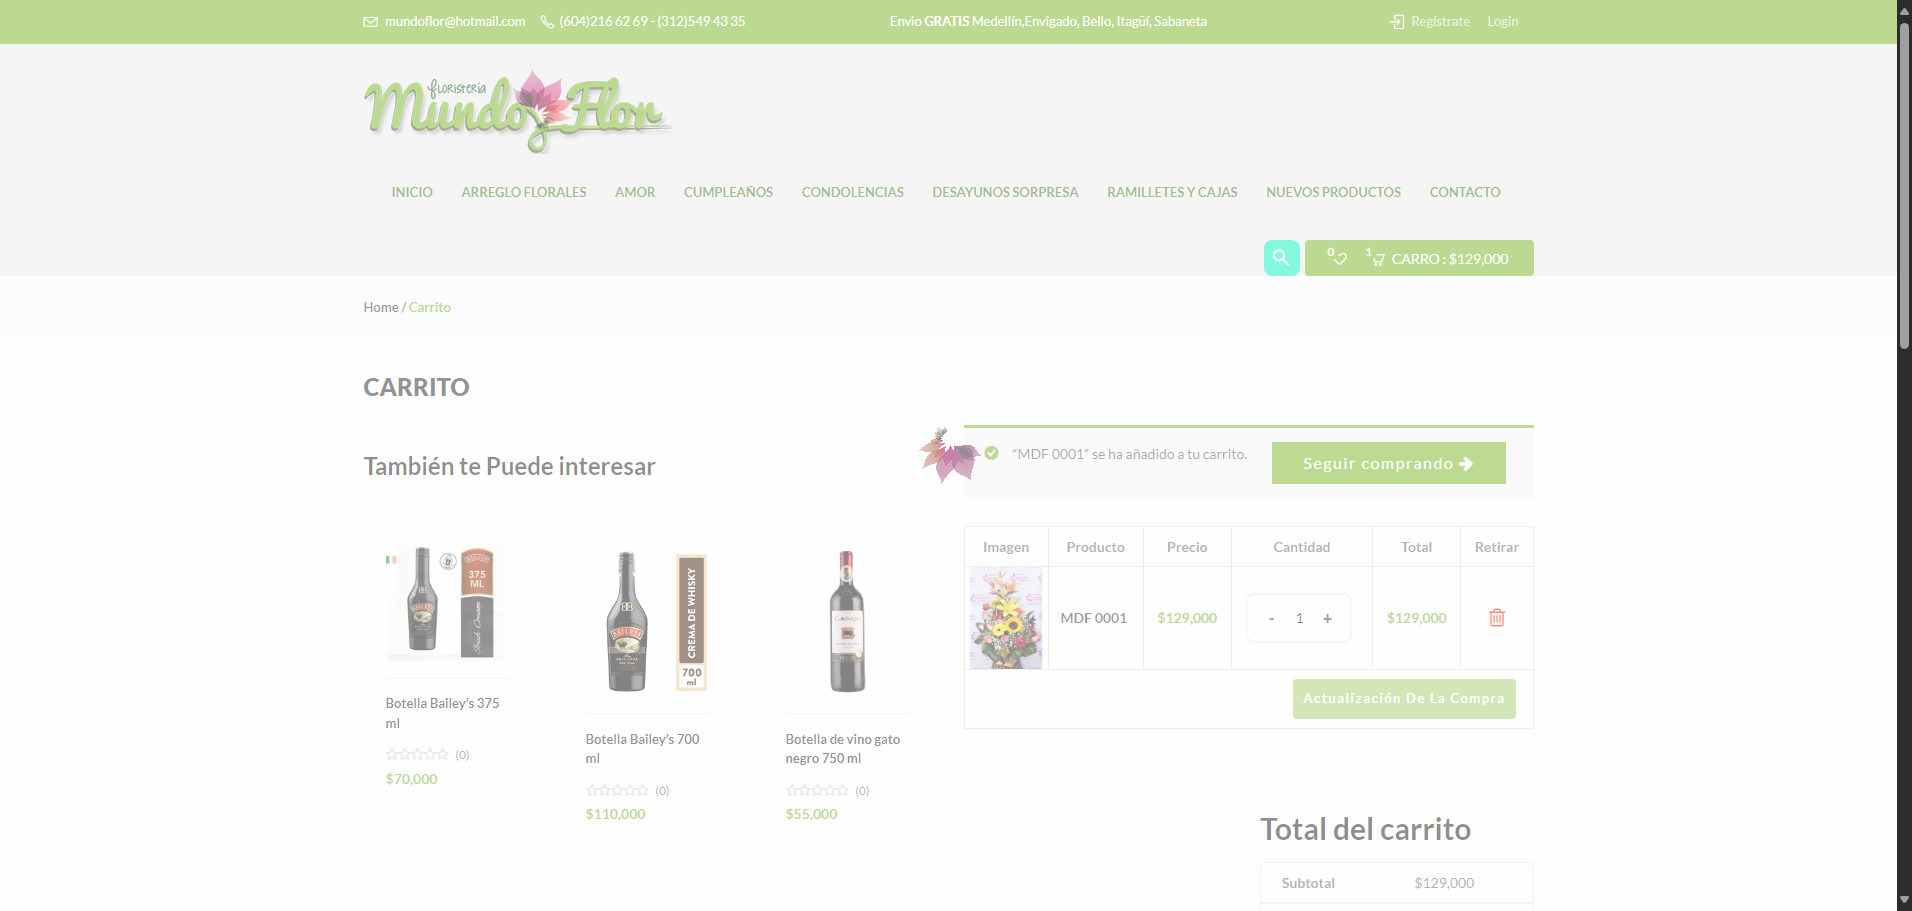 mundoflor@hotmail.com (604)216 62 69 - (312)549 43 35 Envio GRATIS Medellín,Envigado, Bello, Itagüí, Sabaneta Regístrate Login
FLORISTERIA
Mundo Flor
INICIO ARREGLO FLORALES AMOR CUMPLEAÑOS CONDOLENCIAS DESAYUNOS SORPRESA RAMILLETES Y CAJAS NUEVOS PRODUCTOS CONTACTO
0 1 CARRO : $129,000
Home / Carrito
CARRITO
También te Puede interesar
375 ML
BAILEYS
Irish Cream
Botella Bailey’s 375 ml
(0)
$70,000
BAILEYS
CREMA DE WHISKY
700 ml
Botella Bailey’s 700 ml
(0)
$110,000
Botella de vino gato negro 750 ml
(0)
$55,000
“MDF 0001” se ha añadido a tu carrito. Seguir comprando
Imagen Producto Precio Cantidad Total Retirar
MDF 0001 $129,000 - 1 + $129,000
Actualización De La Compra
Total del carrito
Subtotal $129,000